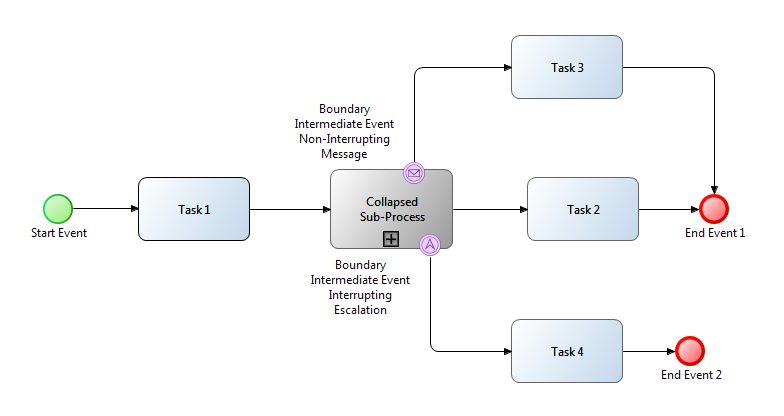 Task 3
Boundary
Intermediate Event
Non-Interrupting
Message
Start Event
Task 1
Collapsed
Sub-Process
Task 2
End Event 1
Boundary
Intermediate Event
Interrupting
Escalation
Task 4
End Event 2